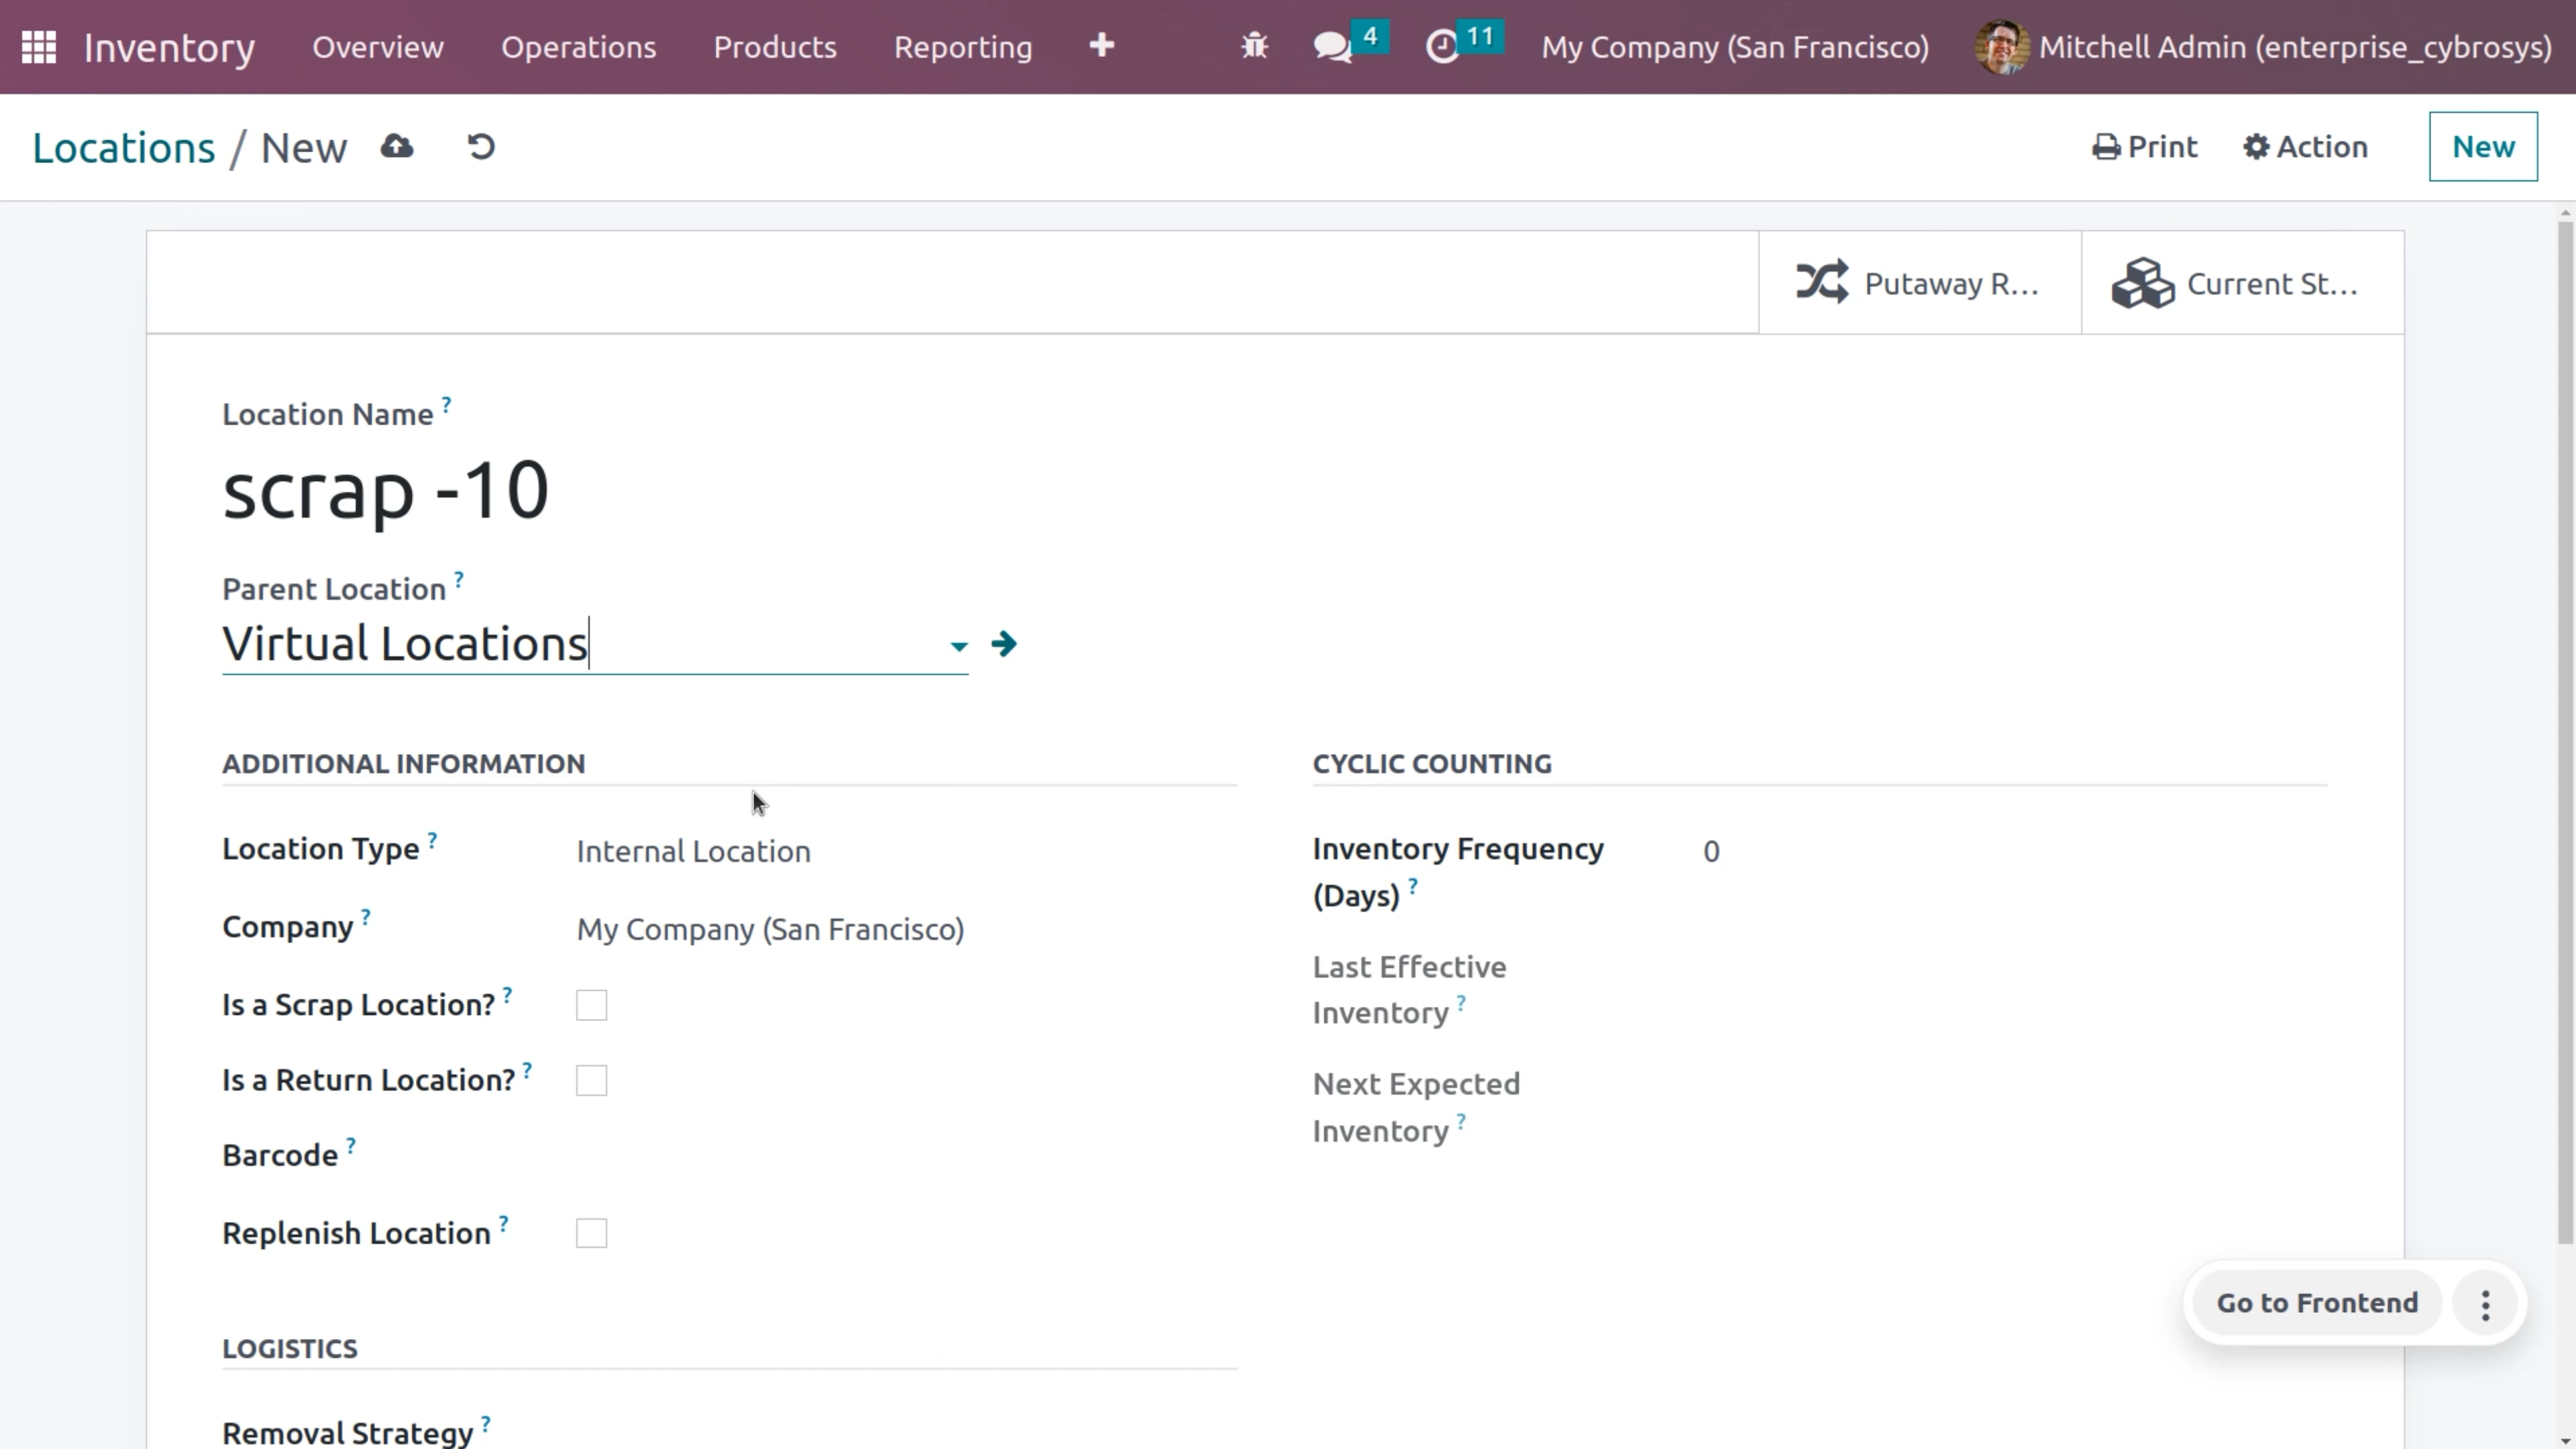 Inventory Overview Operations Products Reporting + 4 11 My Company (San Francisco) Mitchell Admin (enterprise_cybrosys)
Locations / New Print Action New
Putaway R... Current St...
Location Name ?
scrap -10
Parent Location ?
Virtual Locations
ADDITIONAL INFORMATION
Location Type ? Internal Location
Company ? My Company (San Francisco)
Is a Scrap Location? ?
Is a Return Location? ?
Barcode ?
Replenish Location ?
CYCLIC COUNTING
Inventory Frequency 0
(Days) ?
Last Effective
Inventory ?
Next Expected
Inventory ?
Go to Frontend
LOGISTICS
Removal Strategy ?